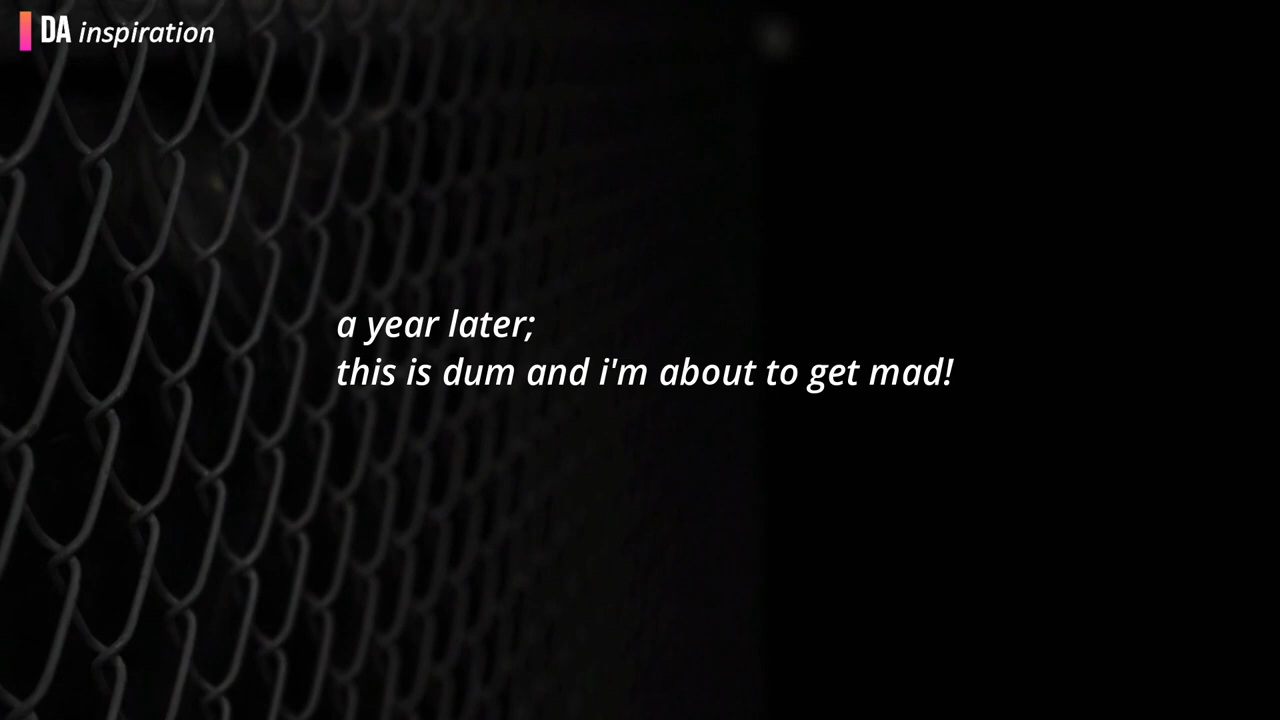 DA inspiration
a year later;
this is dum and i'm about to get mad!